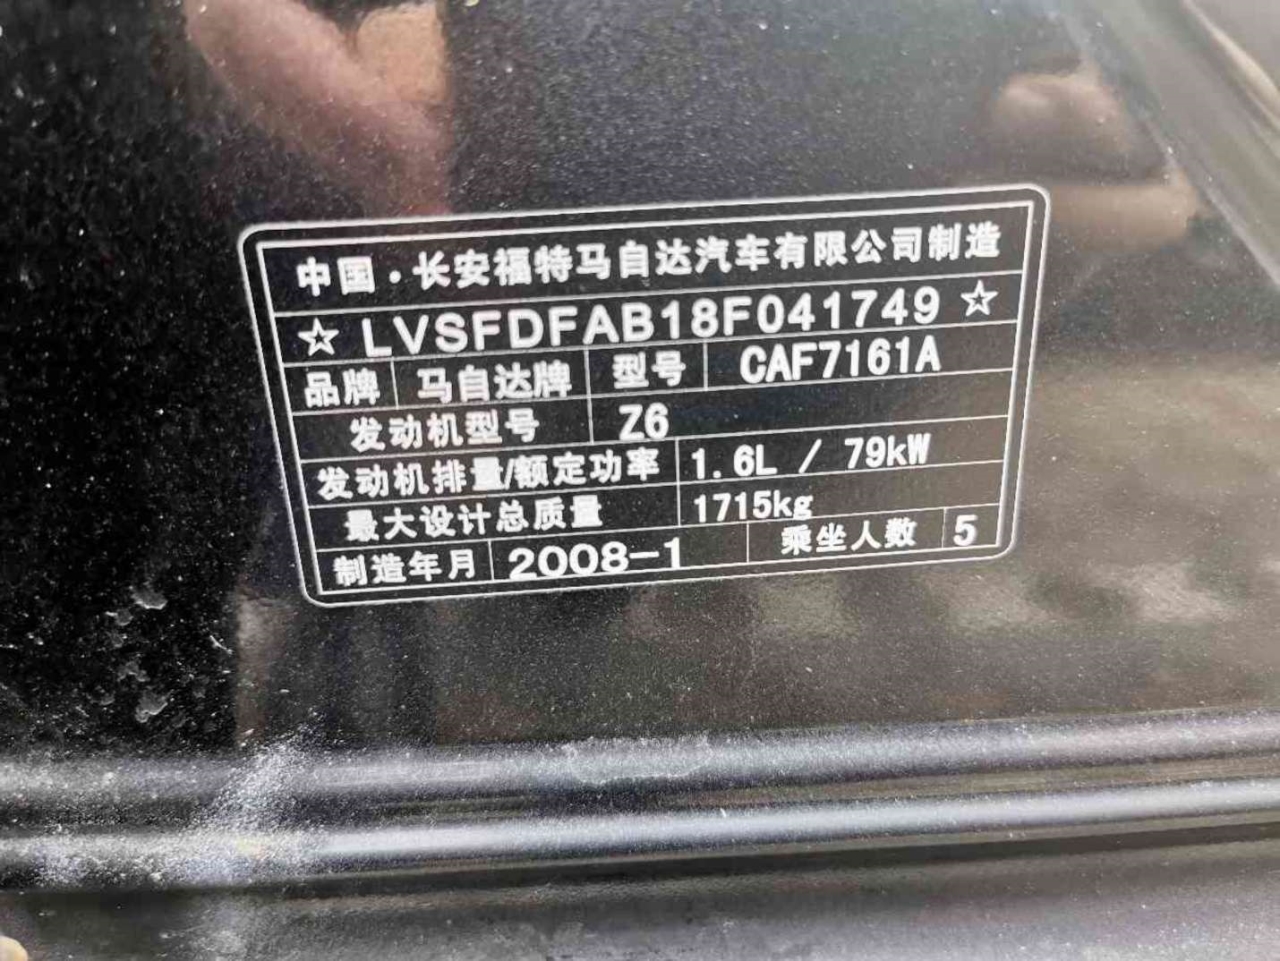 中国·长安福特马自达汽车有限公司制造
☆LVSFDFAB18F041749☆
品牌 马自达牌 型号 CAF7161A
发动机型号 Z6
发动机排量/额定功率 1.6L / 79kW
最大设计总质量 1715kg
制造年月 2008-1 乘坐人数 5